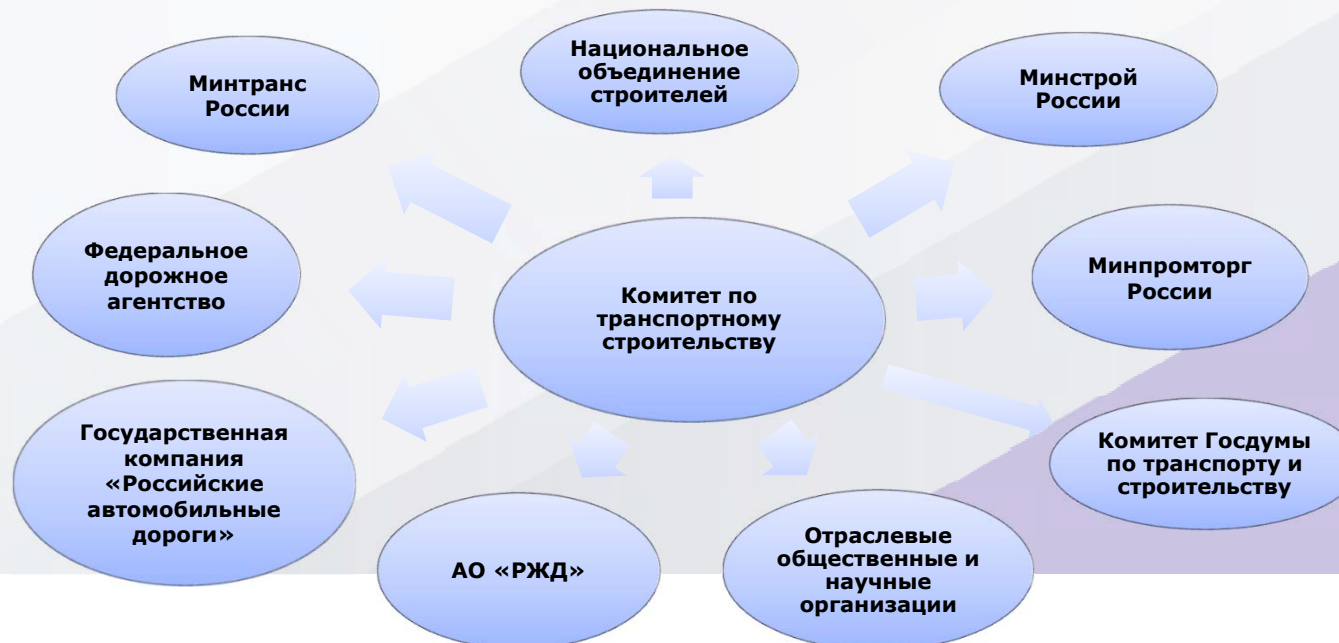 Национальное
объединение
строителей
Минтранс
России
Минстрой
России
Федеральное
дорожное
агентство
Комитет по
транспортному
строительству
Минпромторг
России
Государственная
компания
«Российские
автомобильные
дороги»
Комитет Госдумы
по транспорту и
строительству
АО «РЖД»
Отраслевые
общественные и
научные
организации